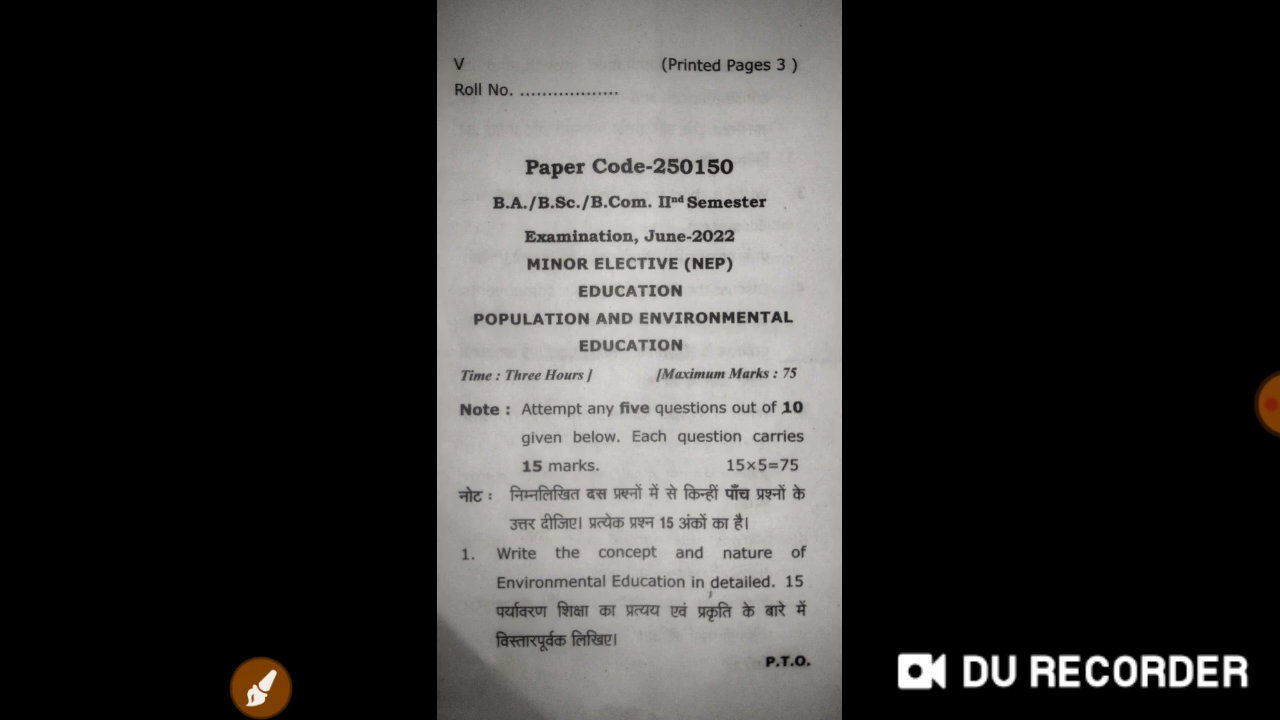 V (Printed Pages 3 )
Roll No. ..................
Paper Code-250150
B.A./B.Sc./B.Com. IInd Semester
Examination, June-2022
MINOR ELECTIVE (NEP)
EDUCATION
POPULATION AND ENVIRONMENTAL
EDUCATION
Time : Three Hours ] [Maximum Marks : 75
Note : Attempt any five questions out of 10
given below. Each question carries
15 marks. 15×5=75
नोट : निम्नलिखित दस प्रश्नों में से किन्हीं पाँच प्रश्नों के
उत्तर दीजिए। प्रत्येक प्रश्न 15 अंकों का है।
1. Write the concept and nature of
Environmental Education in detailed. 15
पर्यावरण शिक्षा का प्रत्यय एवं प्रकृति के बारे में
विस्तारपूर्वक लिखिए।
P.T.O.
DU RECORDER